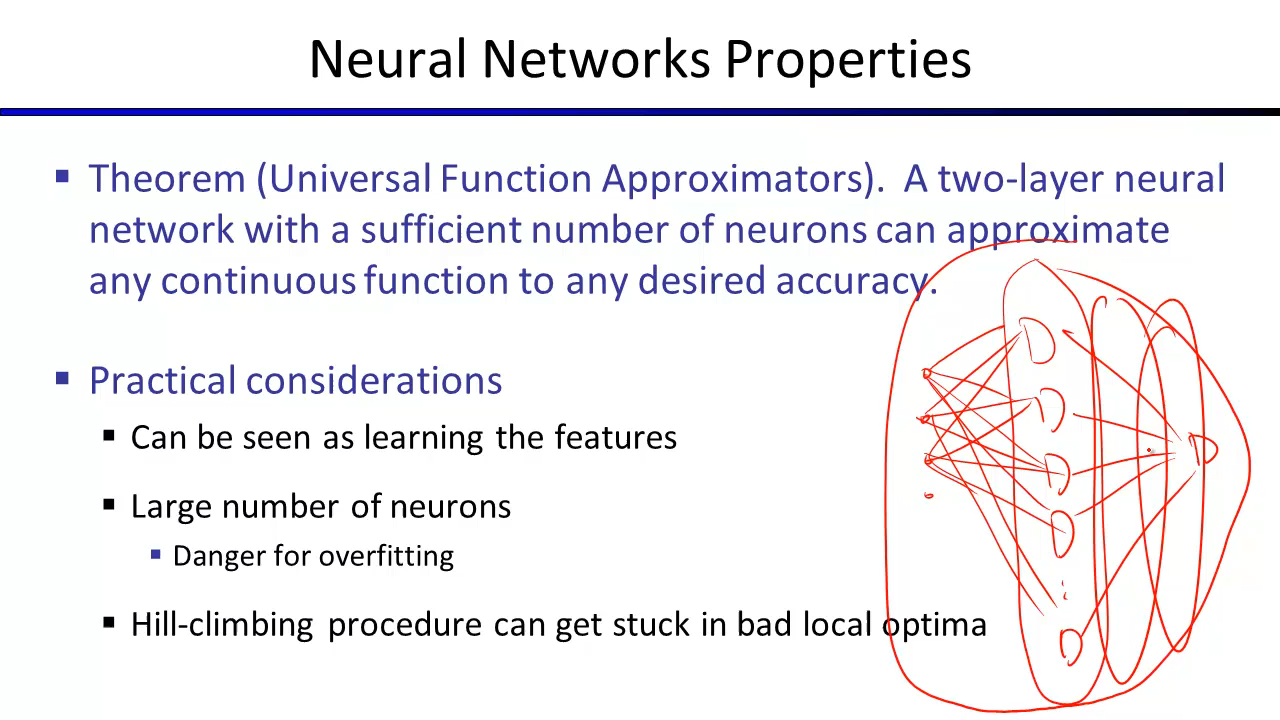 Neural Networks Properties
▪ Theorem (Universal Function Approximators). A two-layer neural
network with a sufficient number of neurons can approximate
any continuous function to any desired accuracy.
▪ Practical considerations
▪ Can be seen as learning the features
▪ Large number of neurons
▪ Danger for overfitting
▪ Hill-climbing procedure can get stuck in bad local optima